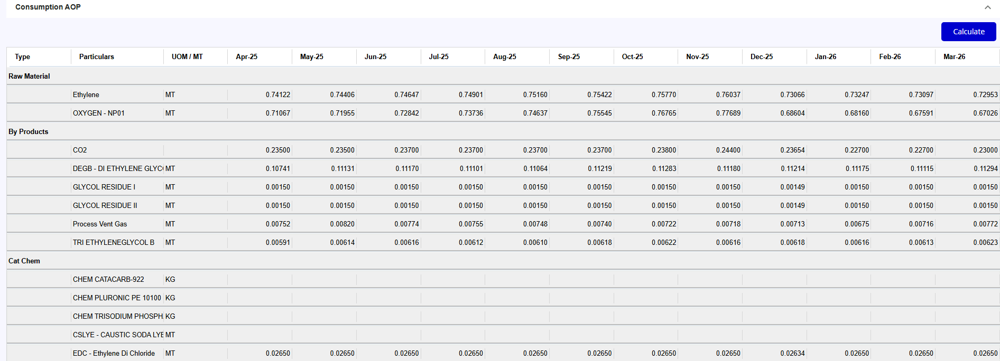 Consumption AOP
Calculate
Type Particulars UOM / MT Apr-25 May-25 Jun-25 Jul-25 Aug-25 Sep-25 Oct-25 Nov-25 Dec-25 Jan-26 Feb-26 Mar-26
Raw Material
Ethylene MT 0.74122 0.74406 0.74647 0.74901 0.75160 0.75422 0.75770 0.76037 0.73066 0.73247 0.73097 0.72953
OXYGEN - NP01 MT 0.71067 0.71955 0.72842 0.73736 0.74637 0.75545 0.76765 0.77689 0.68604 0.68160 0.67591 0.67026
By Products
CO2 0.23500 0.23500 0.23700 0.23700 0.23700 0.23700 0.23800 0.24400 0.23654 0.22700 0.22700 0.23000
DEGB - DI ETHYLENE GLYC MT 0.10741 0.11131 0.11170 0.11101 0.11064 0.11219 0.11283 0.11180 0.11214 0.11175 0.11115 0.11294
GLYCOL RESIDUE I MT 0.00150 0.00150 0.00150 0.00150 0.00150 0.00150 0.00150 0.00150 0.00149 0.00150 0.00150 0.00150
GLYCOL RESIDUE II MT 0.00150 0.00150 0.00150 0.00150 0.00150 0.00150 0.00150 0.00150 0.00149 0.00150 0.00150 0.00150
Process Vent Gas MT 0.00752 0.00820 0.00774 0.00755 0.00748 0.00740 0.00722 0.00718 0.00713 0.00675 0.00716 0.00772
TRI ETHYLENEGLYCOL B MT 0.00591 0.00614 0.00616 0.00612 0.00610 0.00618 0.00622 0.00616 0.00618 0.00616 0.00613 0.00623
Cat Chem
CHEM CATACARB-922 KG
CHEM PLURONIC PE 10100 KG
CHEM TRISODIUM PHOSPH KG
CSLYE - CAUSTIC SODA LYE MT
EDC - Ethylene Di Chloride MT 0.02650 0.02650 0.02650 0.02650 0.02650 0.02650 0.02650 0.02650 0.02634 0.02650 0.02650 0.02650